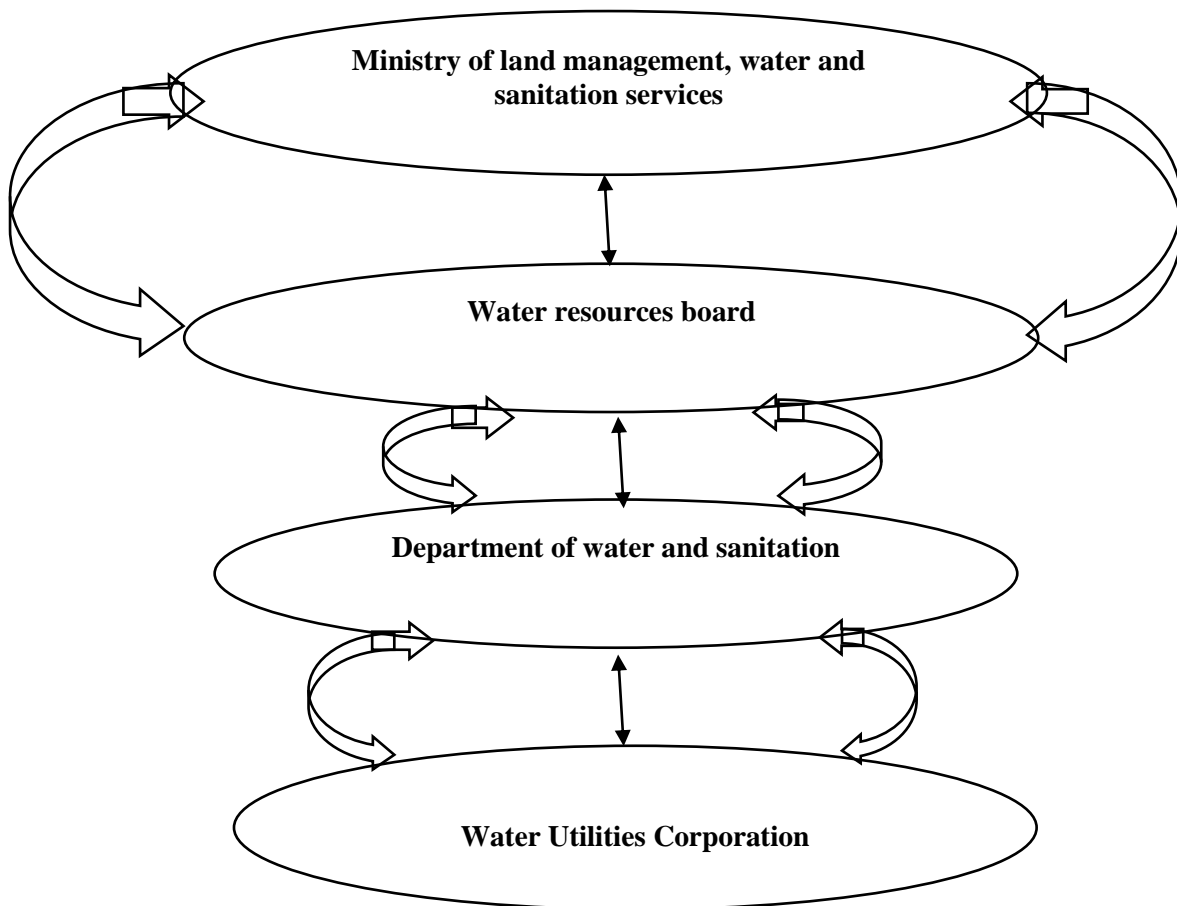 Ministry of land management, water and
sanitation services
Water resources board
Department of water and sanitation
Water Utilities Corporation